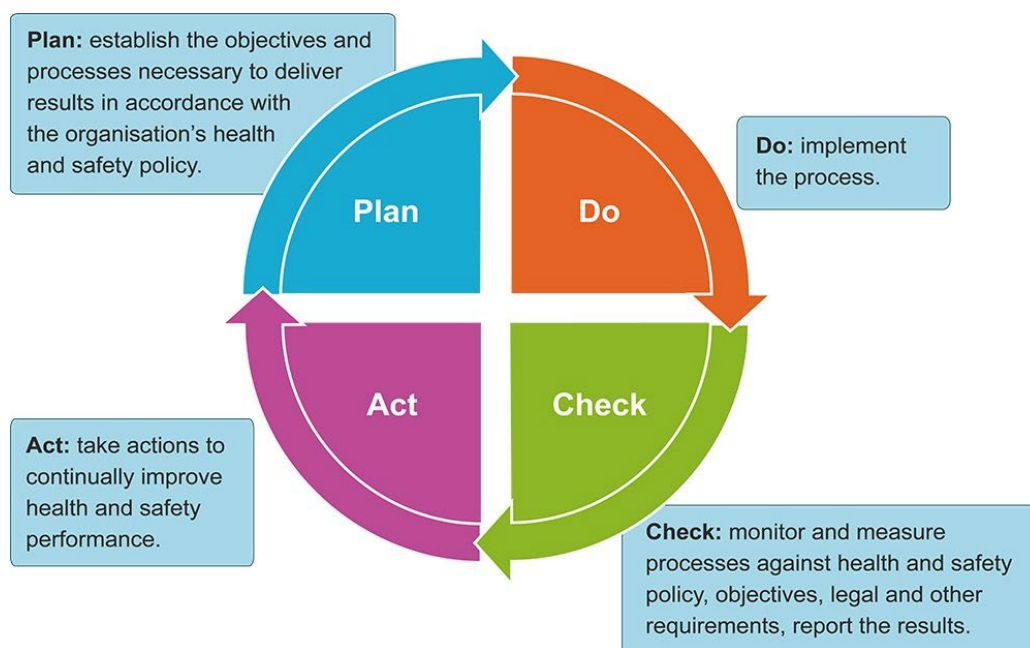 Plan: establish the objectives and
processes necessary to deliver
results in accordance with
the organisation’s health
and safety policy.
Plan
Do
Do: implement
the process.
Act
Check
Act: take actions to
continually improve
health and safety
performance.
Check: monitor and measure
processes against health and safety
policy, objectives, legal and other
requirements, report the results.